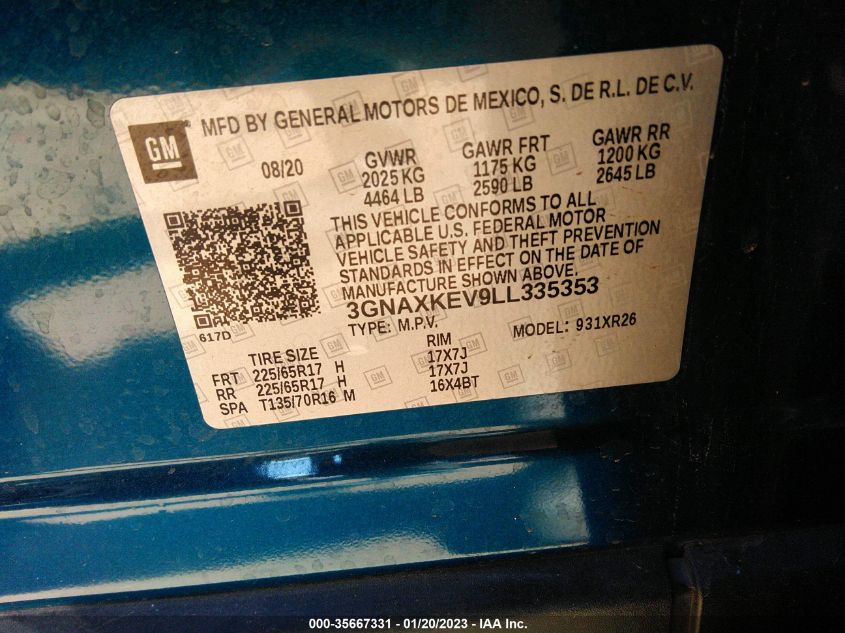 GM ® MFD BY GENERAL MOTORS DE MEXICO, S. DE R.L. DE C.V.
08/20 GVWR GAWR FRT GAWR RR
2025 KG 1175 KG 1200 KG
4464 LB 2590 LB 2645 LB
THIS VEHICLE CONFORMS TO ALL
APPLICABLE U.S. FEDERAL MOTOR
VEHICLE SAFETY AND THEFT PREVENTION
STANDARDS IN EFFECT ON THE DATE OF
MANUFACTURE SHOWN ABOVE.
3GNAXKEV9LL335353
617D TYPE: M.P.V. MODEL: 931XR26
TIRE SIZE RIM
FRT 225/65R17 H 17X7J
RR 225/65R17 H 17X7J
SPA T135/70R16 M 16X4BT
000-35667331 - 01/20/2023 - IAA Inc.